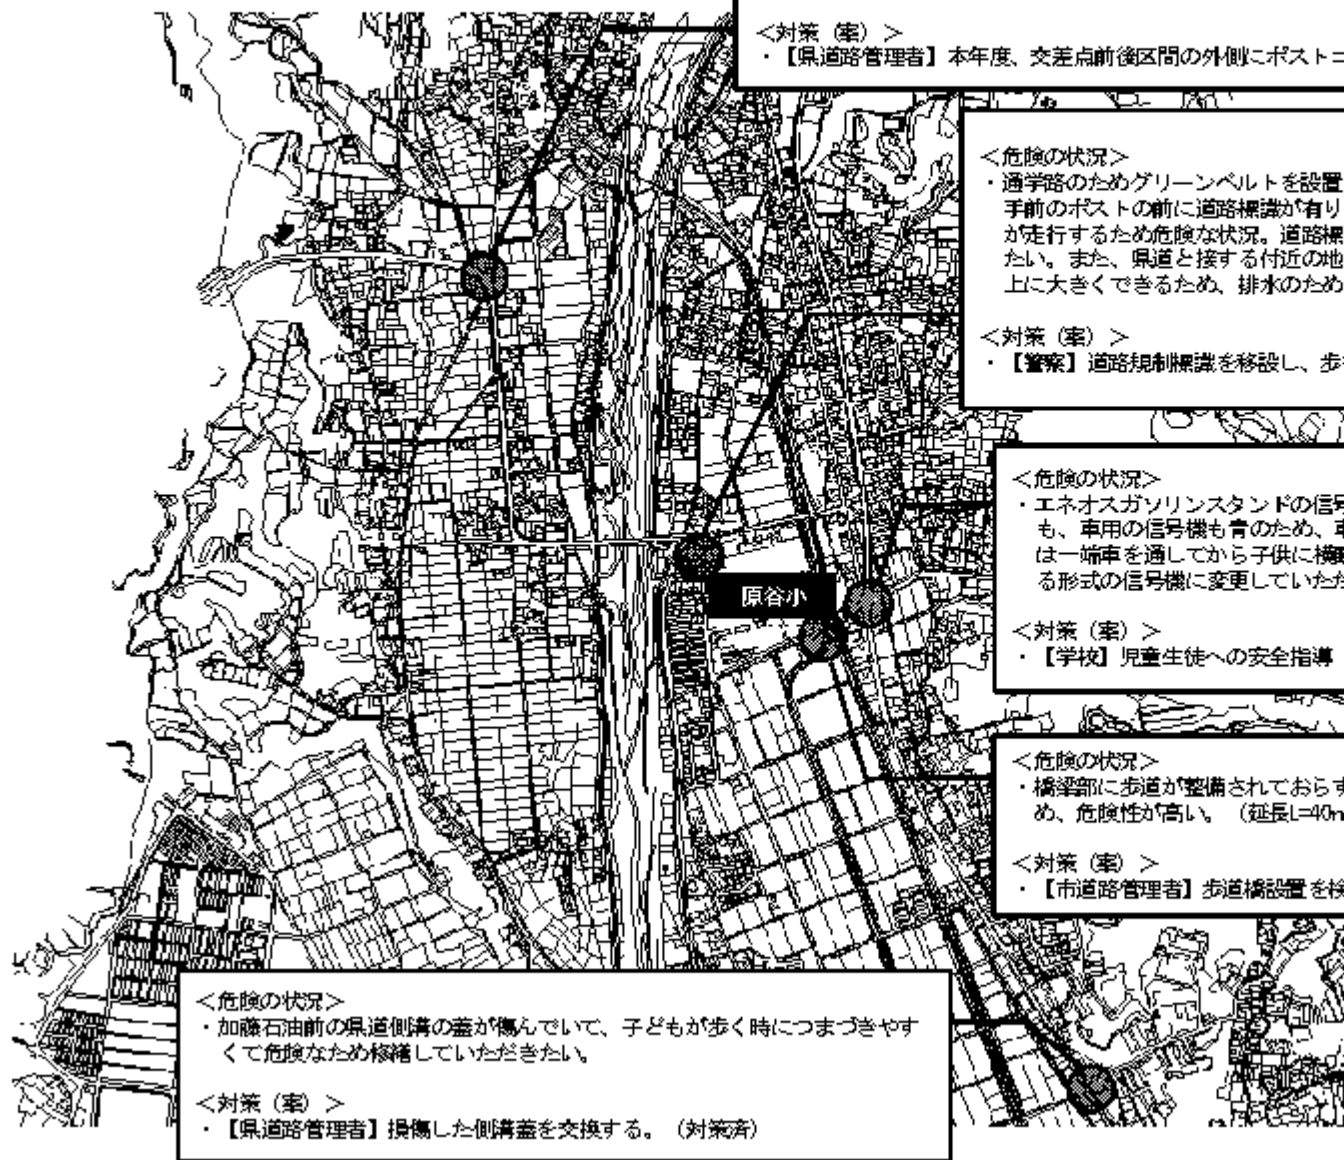 ＜対策（案）＞
・【県道路管理者】本年度、交差点前後区間の外側にポストコ
＜危険の状況＞
・通学路のためグリーンベルトを設置
手前のポストの前に道路標識が有り
が走行するため危険な状況。道路標
たい。また、県道と接する付近の地
上に大きくできるため、排水のため
＜対策（案）＞
・【警察】道路規制標識を移設し、歩
＜危険の状況＞
・エネオスガソリンスタンドの信号
も、車用の信号機も青のため、車
は一端車を通してから子供に横断
る形式の信号機に変更していただ
＜対策（案）＞
・【学校】児童生徒への安全指導
原谷小
＜危険の状況＞
・橋梁部に歩道が整備されておらず
め、危険性が高い。（延長L=40m
＜対策（案）＞
・【市道路管理者】歩道橋設置を検
＜危険の状況＞
・加藤石油前の県道側溝の蓋が傷んでいて、子どもが歩く時につまづきやす
くて危険なため修繕していただきたい。
＜対策（案）＞
・【県道路管理者】損傷した側溝蓋を交換する。（対策済）